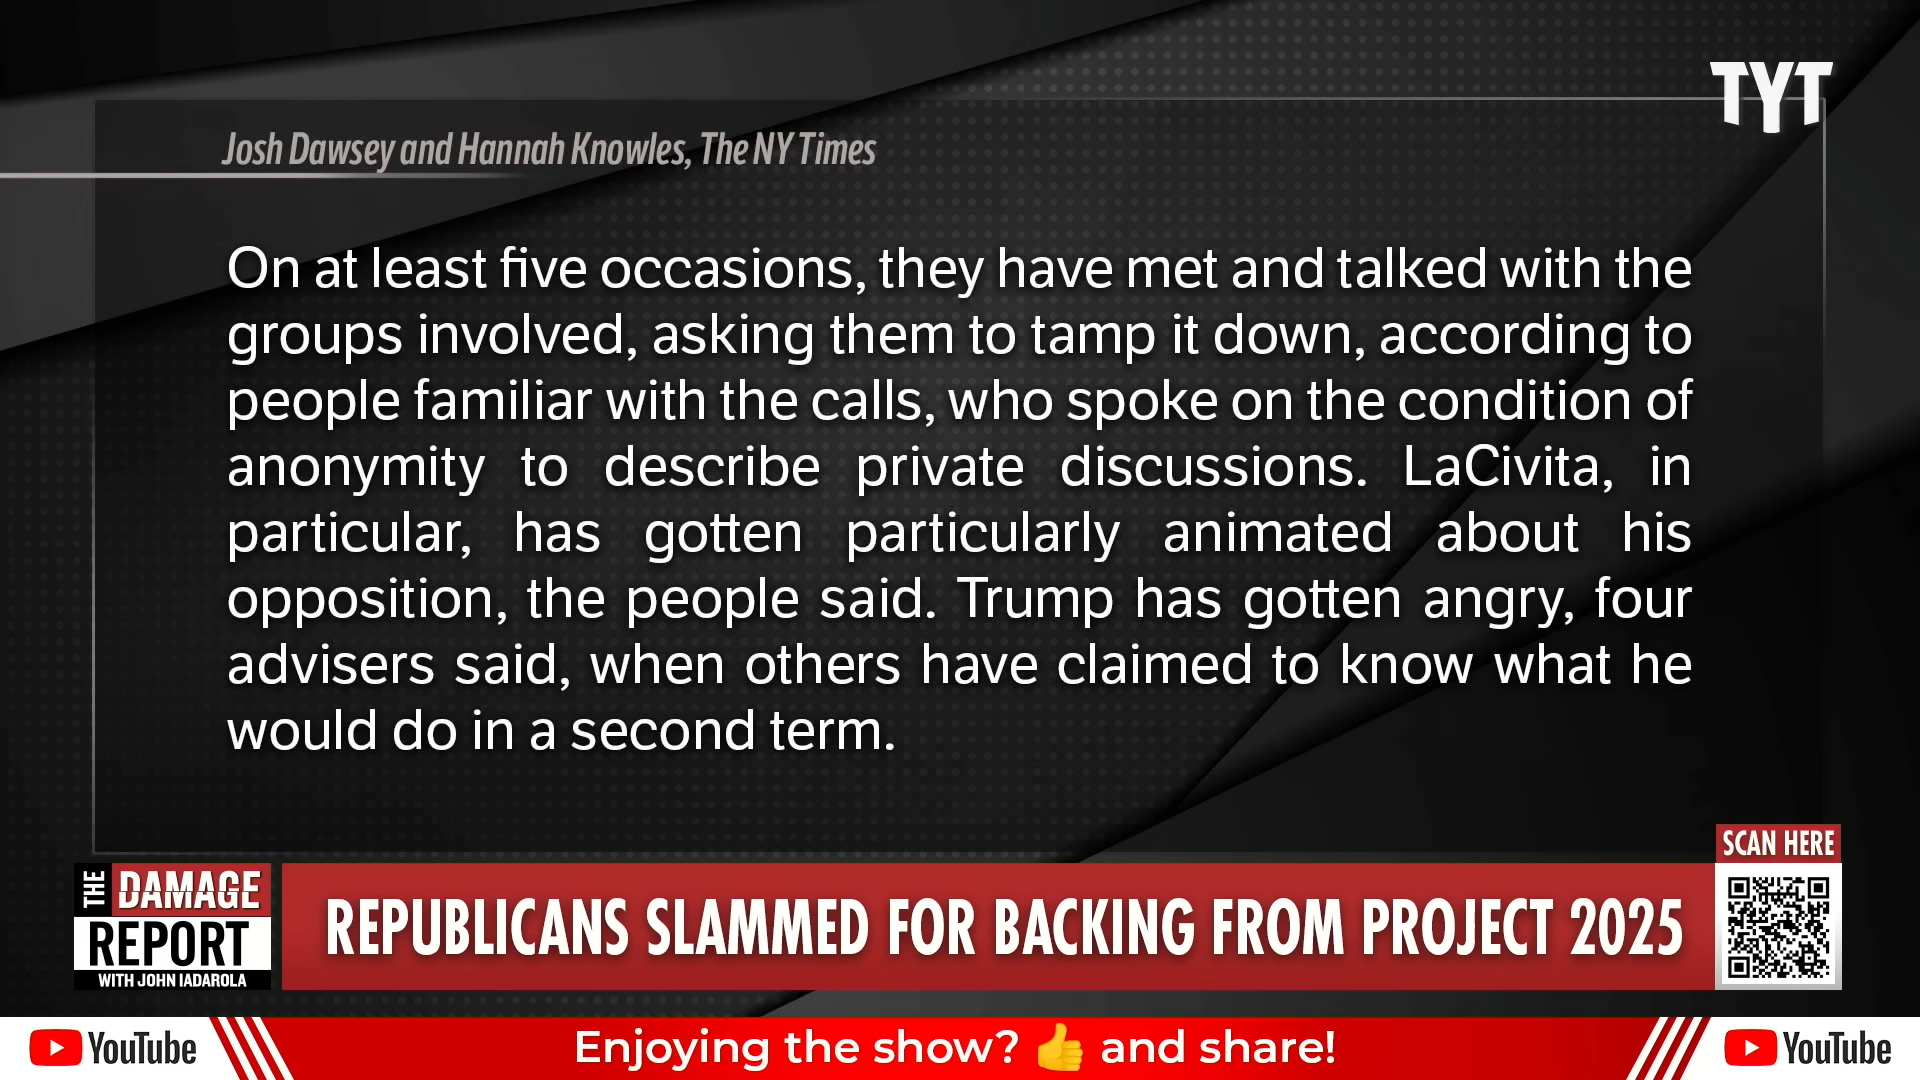 TYT
Josh Dawsey and Hannah Knowles, The NY Times
On at least five occasions, they have met and talked with the
groups involved, asking them to tamp it down, according to
people familiar with the calls, who spoke on the condition of
anonymity to describe private discussions. LaCivita, in
particular, has gotten particularly animated about his
opposition, the people said. Trump has gotten angry, four
advisers said, when others have claimed to know what he
would do in a second term.
SCAN HERE
THE DAMAGE
REPORT
WITH JOHN IADAROLA
REPUBLICANS SLAMMED FOR BACKING FROM PROJECT 2025
YouTube
Enjoying the show? 👍 and share!
YouTube